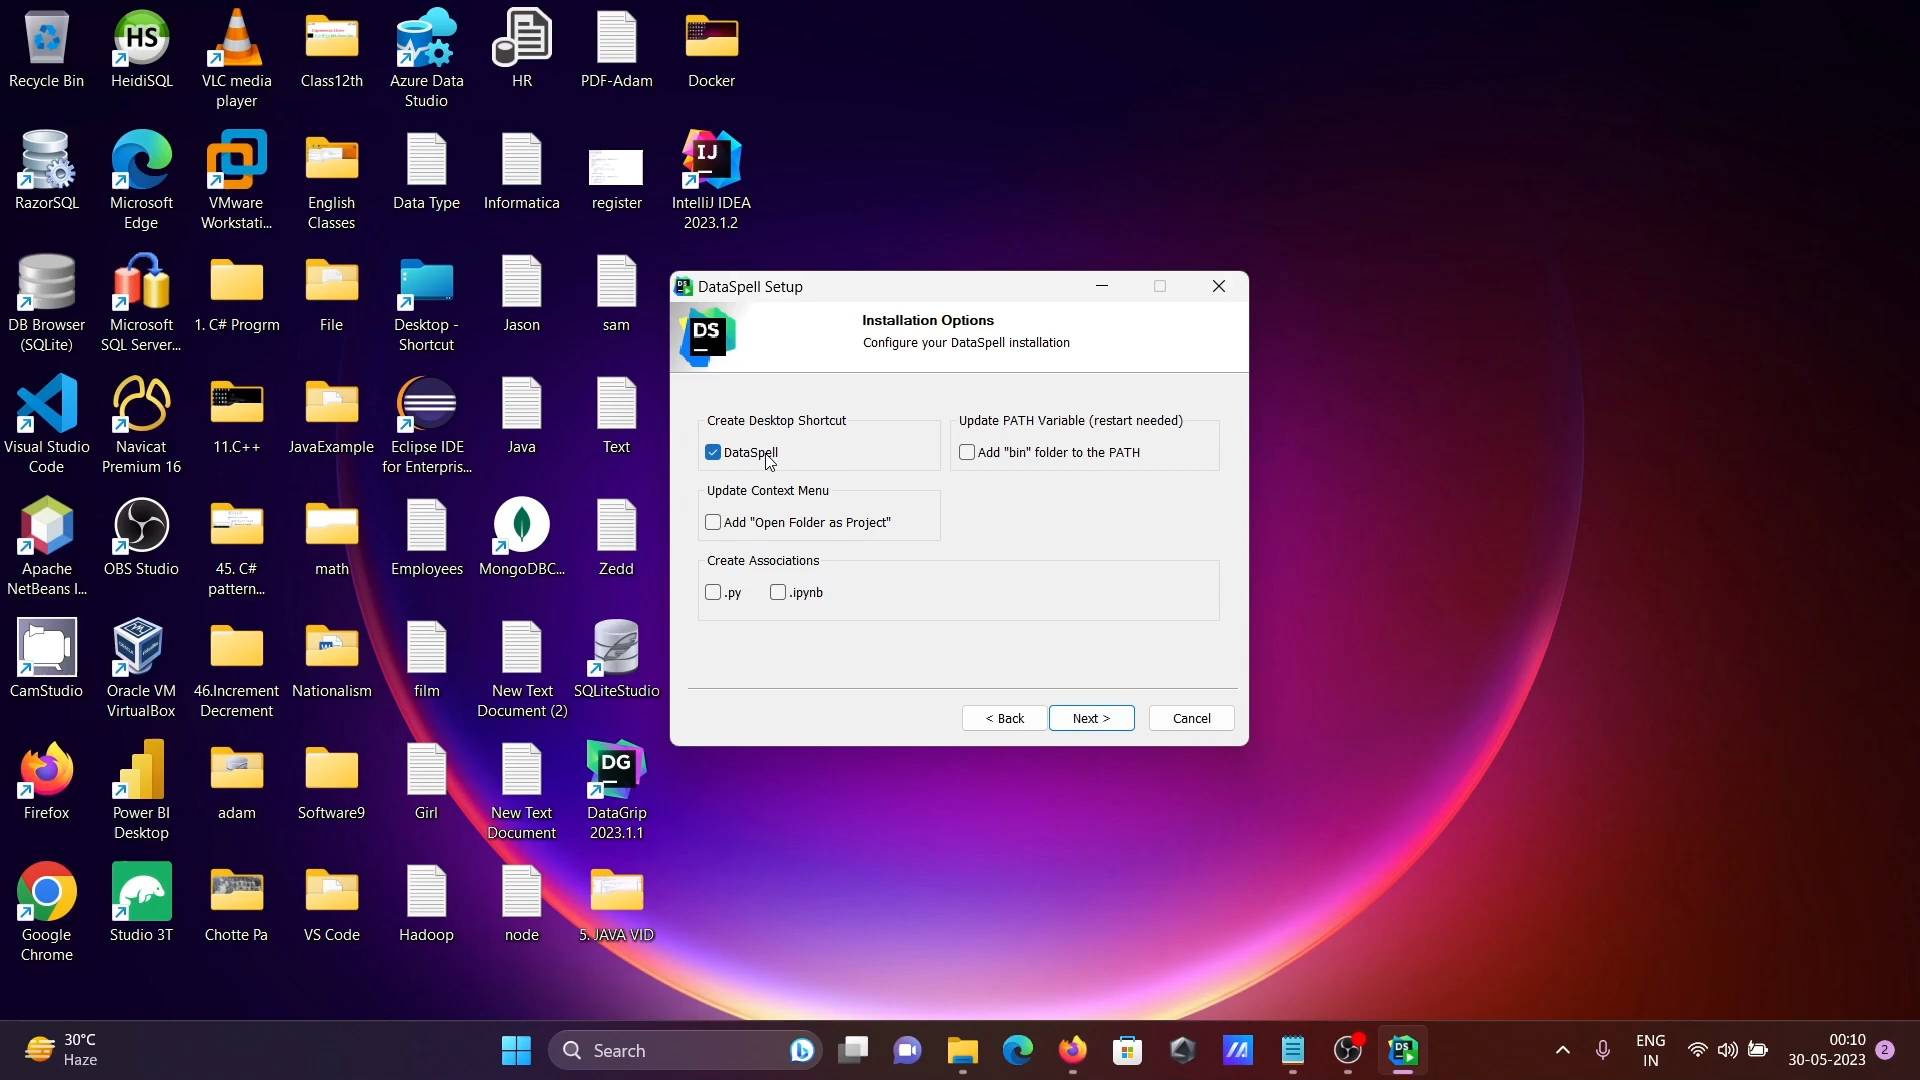 Recycle Bin
HeidiSQL
VLC media
player
Class12th
Azure Data
Studio
HR
PDF-Adam
Docker
HS
RazorSQL
Microsoft
Edge
VMware
Workstati...
English
Classes
Data Type
Informatica
register
IJ
IntelliJ IDEA
2023.1.2
DB Browser
(SQLite)
Microsoft
SQL Server...
1. C# Progrm
File
Desktop -
Shortcut
Jason
sam
Visual Studio
Code
Navicat
Premium 16
11.C++
JavaExample
Eclipse IDE
for Enterpris...
Java
Text
Apache
NetBeans I...
OBS Studio
45. C#
pattern...
math
Employees
MongoDBC...
Zedd
CamStudio
Oracle VM
VirtualBox
46.Increment
Decrement
Nationalism
film
New Text
Document (2)
SQLiteStudio
Firefox
Power BI
Desktop
adam
Software9
Girl
New Text
Document
DG
DataGrip
2023.1.1
Google
Chrome
Studio 3T
Chotte Pa
VS Code
Hadoop
node
5. JAVA VID
DS
DataSpell Setup
DS
Installation Options
Configure your DataSpell installation
Create Desktop Shortcut
DataSpell
Update PATH Variable (restart needed)
Add "bin" folder to the PATH
Update Context Menu
Add "Open Folder as Project"
Create Associations
.py
.ipynb
< Back
Next >
Cancel
30°C
Haze
Search
DS
ENG
IN
00:10
30-05-2023
2